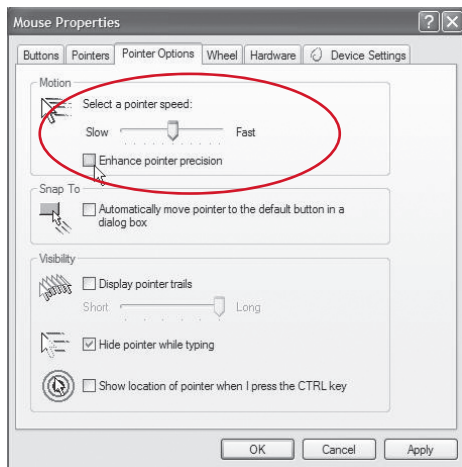 Mouse Properties
Buttons Pointers Pointer Options Wheel Hardware Device Settings
Motion
Select a pointer speed:
Slow Fast
Enhance pointer precision
Snap To
Automatically move pointer to the default button in a
dialog box
Visibility
Display pointer trails
Short Long
Hide pointer while typing
Show location of pointer when I press the CTRL key
OK Cancel Apply